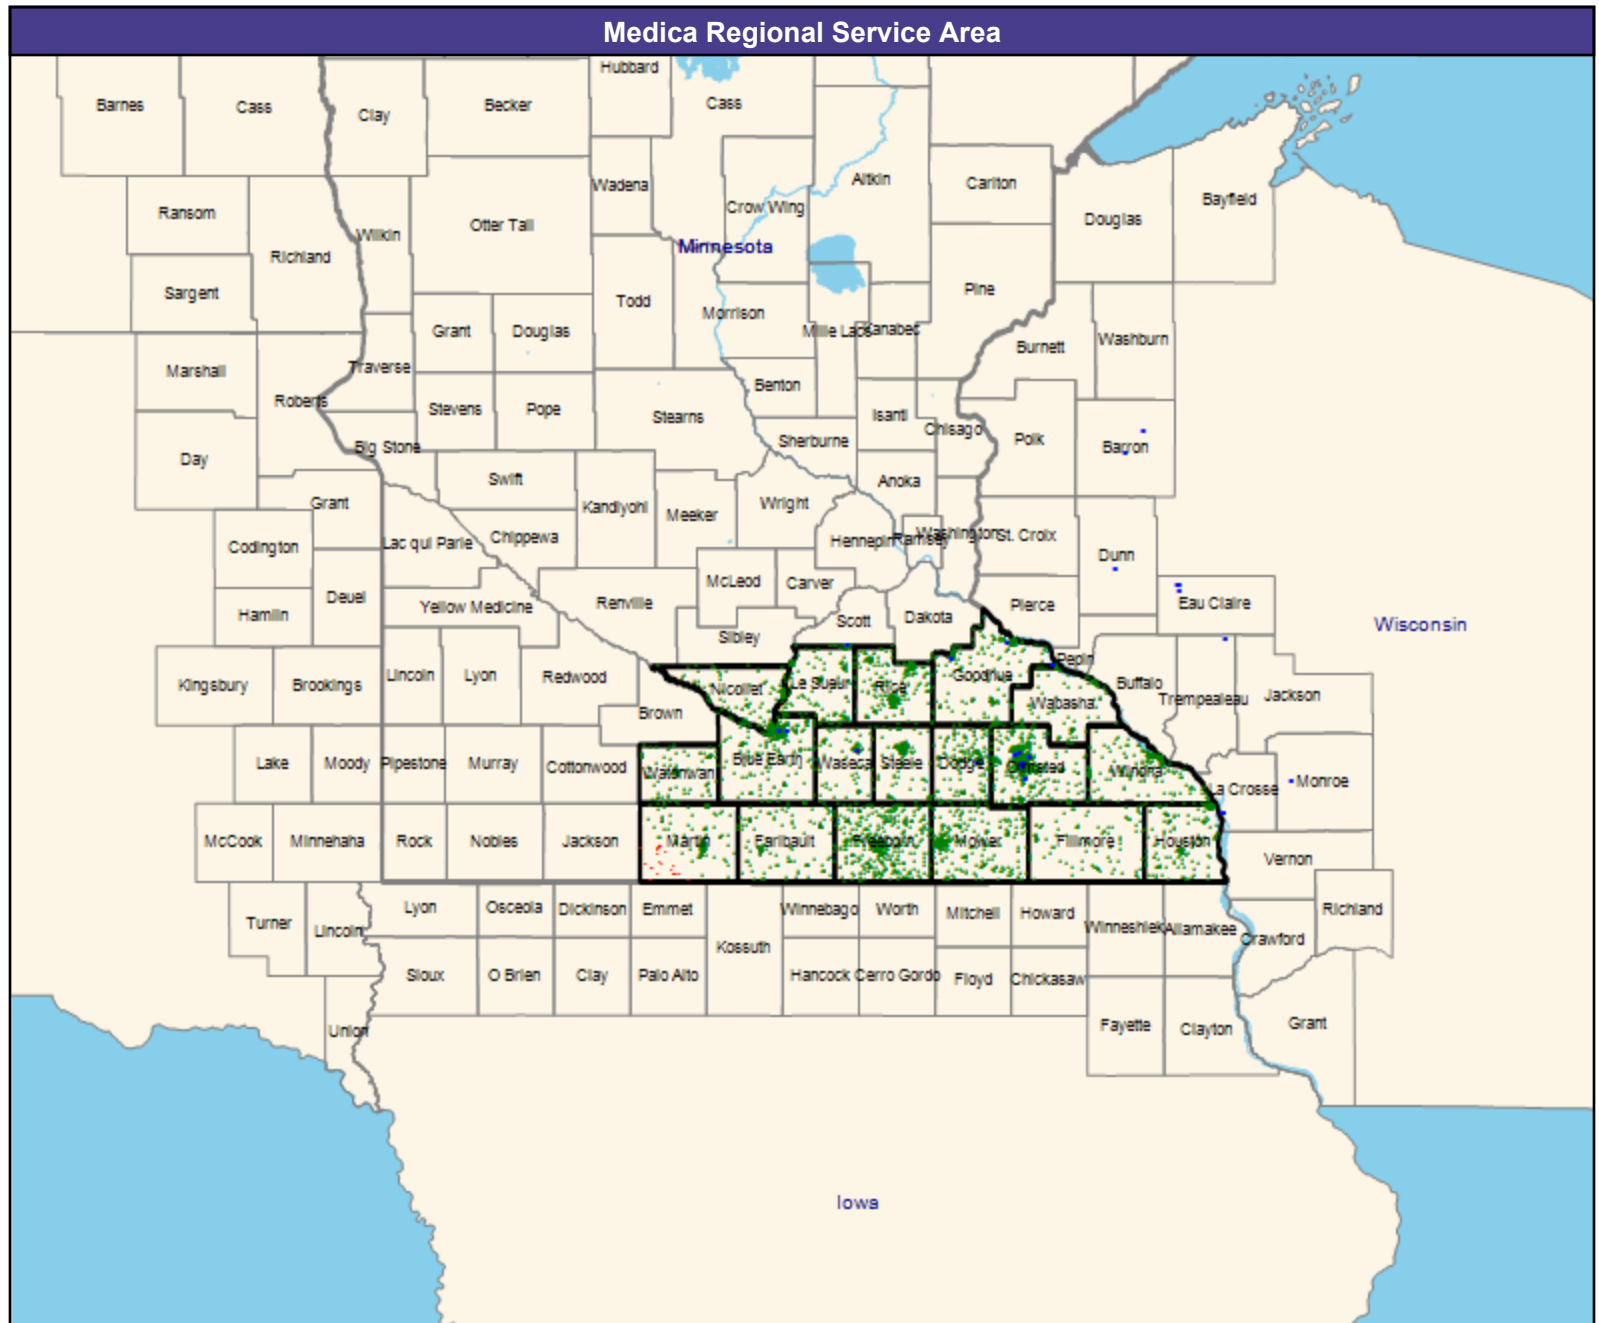 Medica Regional Service Area
Hubbard
Barnes
Cass
Clay
Becker
Cass
Wadena
Aitkin
Carlton
Ransom
Crow Wing
Bayfield
Otter Tail
Douglas
Wilkin
Minnesota
Richland
Sargent
Todd
Pine
Morrison
Grant
Douglas
Mille Lacs
Kanabec
Washburn
Burnett
Marshall
Traverse
Benton
Roberts
Stevens
Pope
Stearns
Isanti
Chisago
Polk
Barron
Big Stone
Sherburne
Day
Swift
Anoka
Grant
Kandiyohi
Meeker
Wright
Codington
Lac qui Parle
Chippewa
Hennepin
Ramsey
Washington
St. Croix
Dunn
McLeod
Carver
Deuel
Yellow Medicine
Renville
Pierce
Eau Claire
Hamlin
Scott
Dakota
Sibley
Wisconsin
Pepin
Kingsbury
Brookings
Lincoln
Lyon
Redwood
Nicollet
Le Sueur
Rice
Goodhue
Buffalo
Trempealeau
Jackson
Brown
Wabasha
Lake
Moody
Pipestone
Murray
Cottonwood
Watonwan
Blue Earth
Waseca
Steele
Dodge
Olmsted
Winona
La Crosse
Monroe
McCook
Minnehaha
Rock
Nobles
Jackson
Martin
Faribault
Freeborn
Mower
Fillmore
Houston
Vernon
Turner
Lincoln
Lyon
Osceola
Dickinson
Emmet
Winnebago
Worth
Mitchell
Howard
Winneshiek
Allamakee
Crawford
Richland
Kossuth
Sioux
O Brien
Clay
Palo Alto
Hancock
Cerro Gordo
Floyd
Chickasaw
Union
Fayette
Clayton
Grant
Iowa